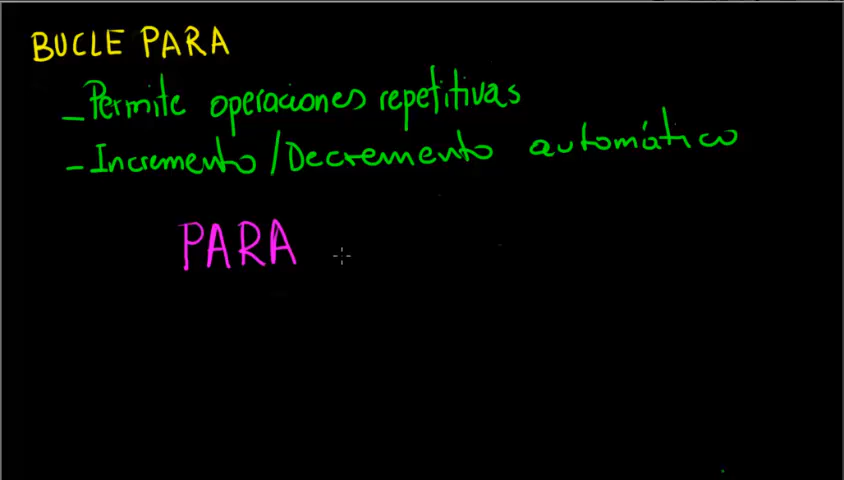 BUCLE PARA
- Permite operaciones repetitivas
- Incremento/Decremento automático
PARA